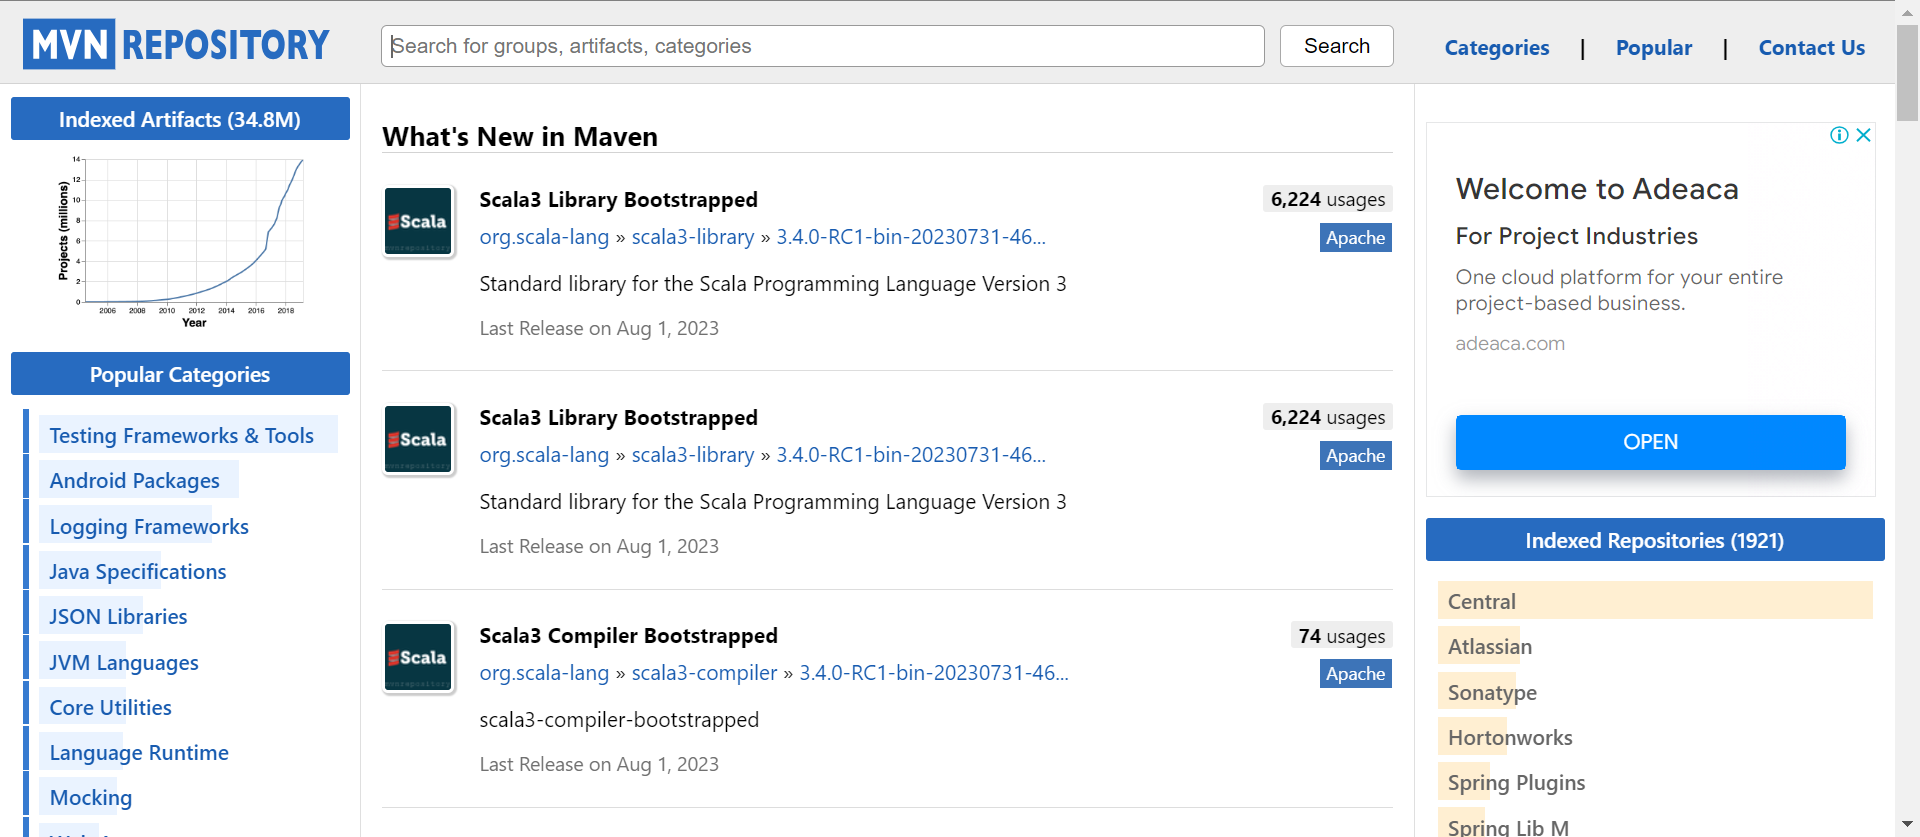 MVN REPOSITORY
Search for groups, artifacts, categories
Search
Categories | Popular | Contact Us
Indexed Artifacts (34.8M)
Projects (millions)
14
12
10
8
6
4
2
0
2006 2008 2010 2012 2014 2016 2018
Year
Popular Categories
Testing Frameworks & Tools
Android Packages
Logging Frameworks
Java Specifications
JSON Libraries
JVM Languages
Core Utilities
Language Runtime
Mocking
What's New in Maven
Scala
Scala3 Library Bootstrapped
6,224 usages
org.scala-lang » scala3-library » 3.4.0-RC1-bin-20230731-46...
Apache
Standard library for the Scala Programming Language Version 3
Last Release on Aug 1, 2023
Scala
Scala3 Library Bootstrapped
6,224 usages
org.scala-lang » scala3-library » 3.4.0-RC1-bin-20230731-46...
Apache
Standard library for the Scala Programming Language Version 3
Last Release on Aug 1, 2023
Scala
Scala3 Compiler Bootstrapped
74 usages
org.scala-lang » scala3-compiler » 3.4.0-RC1-bin-20230731-46...
Apache
scala3-compiler-bootstrapped
Last Release on Aug 1, 2023
Welcome to Adeaca
For Project Industries
One cloud platform for your entire
project-based business.
adeaca.com
OPEN
Indexed Repositories (1921)
Central
Atlassian
Sonatype
Hortonworks
Spring Plugins
Spring Lib M